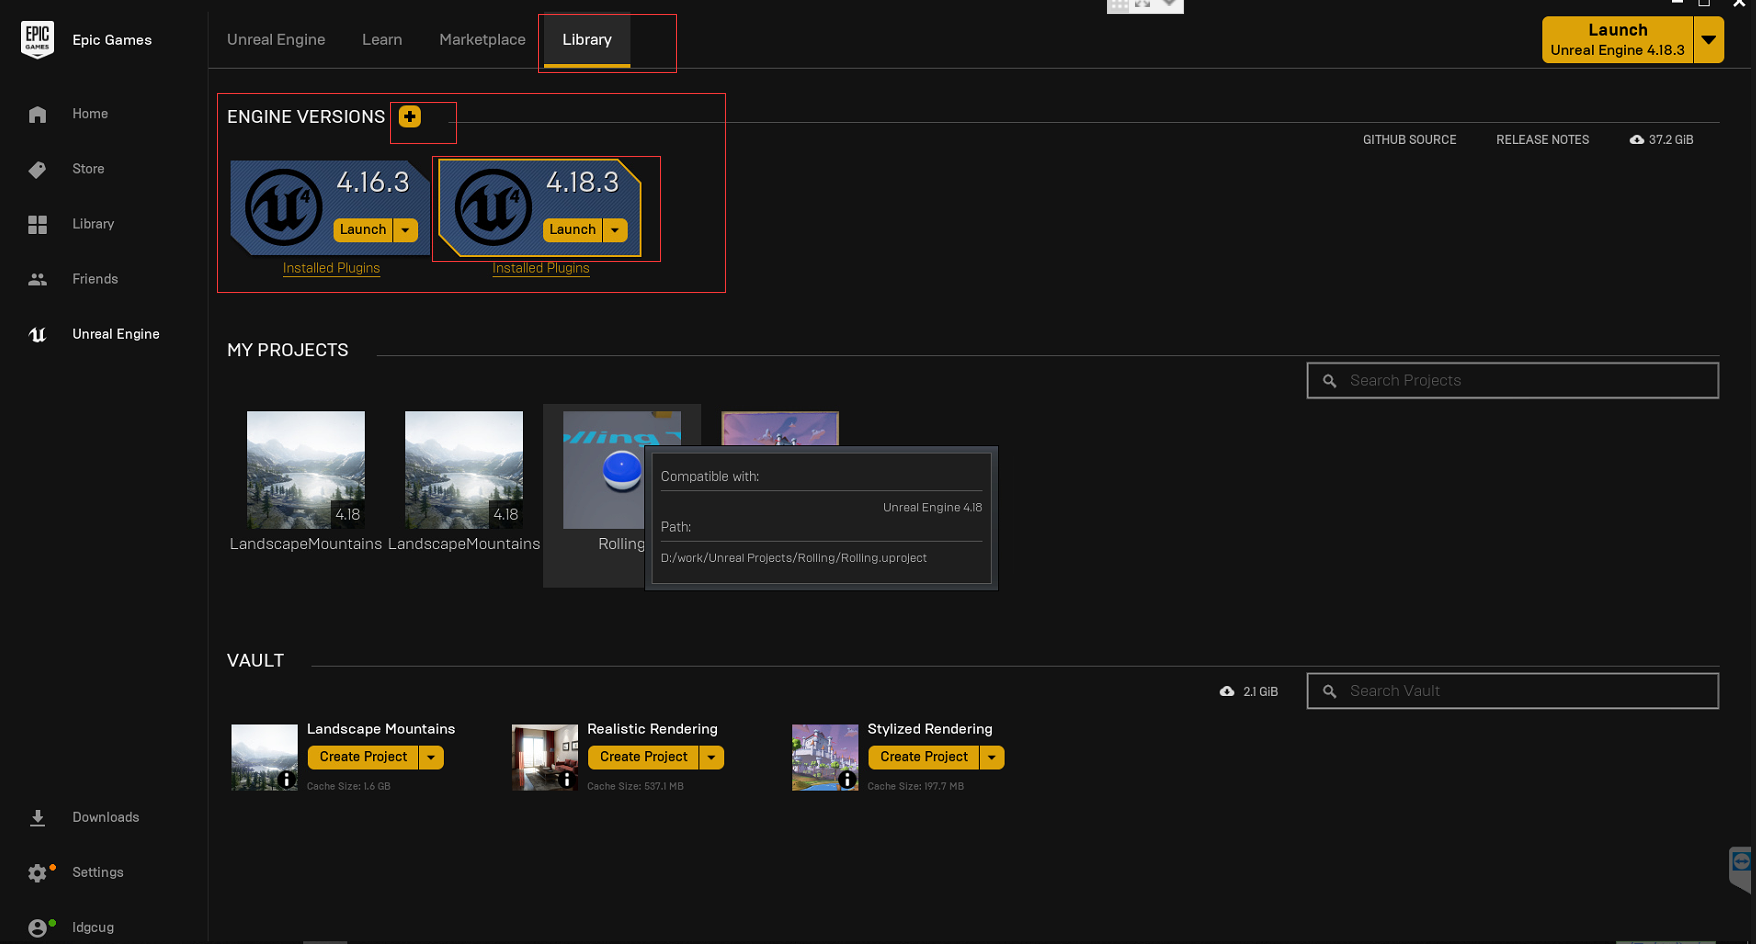 EPIC
GAMES
Epic Games
Unreal Engine
Learn
Marketplace
Library
Launch
Unreal Engine 4.18.3
Home
Store
Library
Friends
Unreal Engine
ENGINE VERSIONS
GITHUB SOURCE
RELEASE NOTES
37.2 GiB
4.16.3
Launch
Installed Plugins
4.18.3
Launch
Installed Plugins
MY PROJECTS
Search Projects
4.18
LandscapeMountains
4.18
LandscapeMountains
Rolling
Compatible with:
Unreal Engine 4.18
Path:
D:/work/Unreal Projects/Rolling/Rolling.uproject
VAULT
2.1 GiB
Search Vault
Landscape Mountains
Create Project
Cache Size: 1.6 GB
Realistic Rendering
Create Project
Cache Size: 537.1 MB
Stylized Rendering
Create Project
Cache Size: 197.7 MB
Downloads
Settings